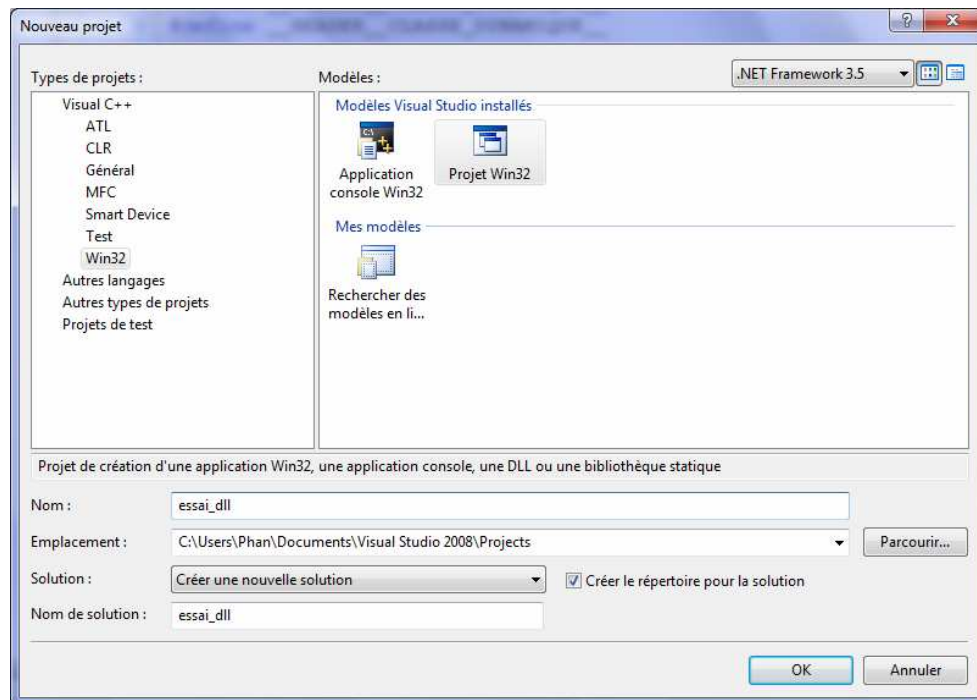 Nouveau projet
Types de projets :
Modèles :
.NET Framework 3.5
Visual C++
ATL
CLR
Général
MFC
Smart Device
Test
Win32
Autres langages
Autres types de projets
Projets de test
Modèles Visual Studio installés
Application
console Win32
Projet Win32
Mes modèles
Rechercher des
modèles en li...
Projet de création d'une application Win32, une application console, une DLL ou une bibliothèque statique
Nom :
essai_dll
Emplacement :
C:\Users\Phan\Documents\Visual Studio 2008\Projects
Parcourir...
Solution :
Créer une nouvelle solution
Créer le répertoire pour la solution
Nom de solution :
essai_dll
OK
Annuler